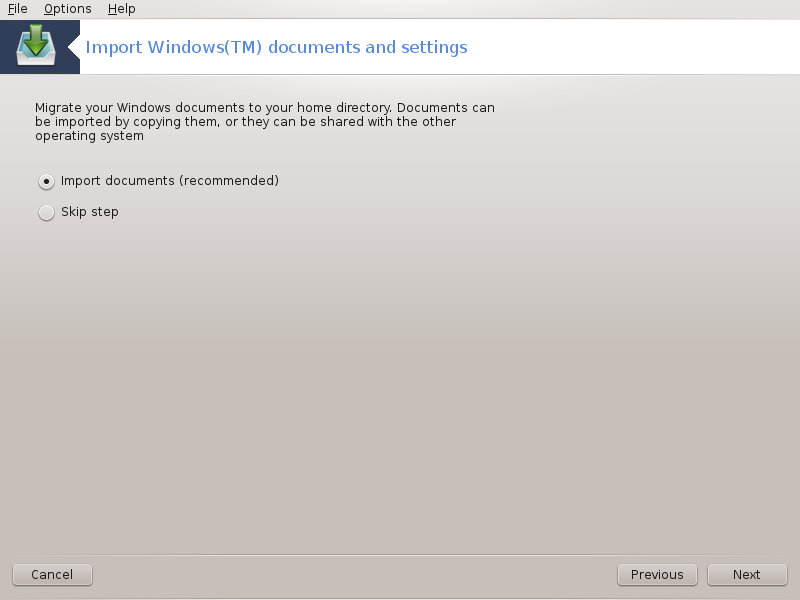 File Options Help
Import Windows(TM) documents and settings
Migrate your Windows documents to your home directory. Documents can
be imported by copying them, or they can be shared with the other
operating system
Import documents (recommended)
Skip step
Cancel Previous Next